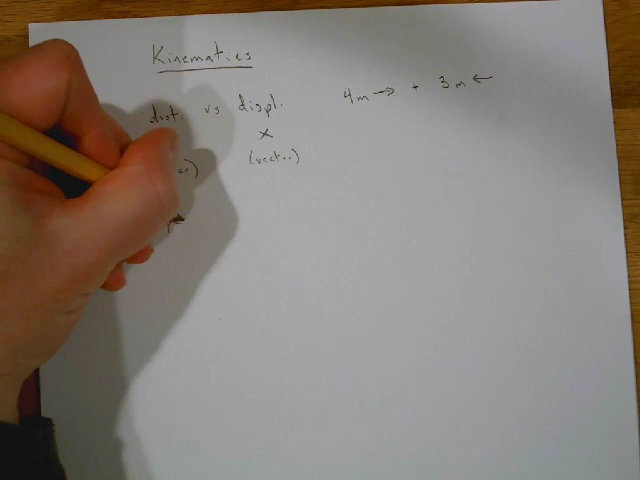 Kinematics
dist. vs displ. 4m → + 3m ←
x
(vector)